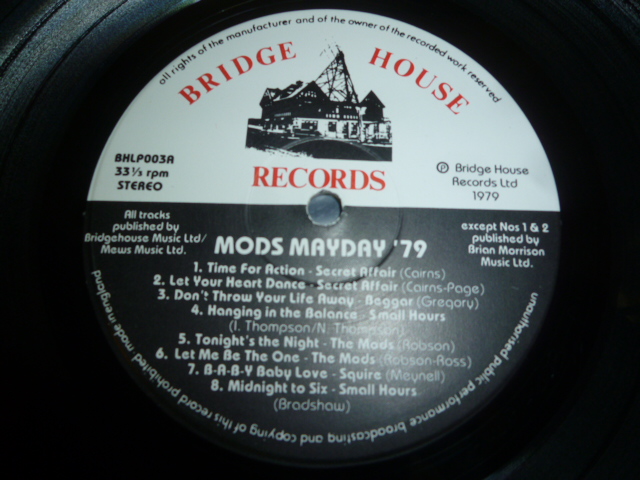 all rights of the manufacturer and of the owner of the recorded work reserved
BRIDGE HOUSE
RECORDS
BHLP003A
33⅓ rpm
STEREO
℗ Bridge House
Records Ltd
1979
All tracks
published by
Bridgehouse Music Ltd/
Mews Music Ltd.
except Nos 1 & 2
published by
Brian Morrison
Music Ltd.
MODS MAYDAY '79
1. Time For Action - Secret Affair (Cairns)
2. Let Your Heart Dance - Secret Affair (Cairns-Page)
3. Don't Throw Your Life Away - Beggar (Gregory)
4. Hanging in the Balance - Small Hours
(I. Thompson/N. Thompson)
5. Tonight's the Night - The Mods (Robson)
6. Let Me Be The One - The Mods (Robson-Ross)
7. B-A-B-Y Baby Love - Squire (Meynell)
8. Midnight to Six - Small Hours
(Bradshaw)
unauthorised public performance broadcasting and copying of this record prohibited made in england